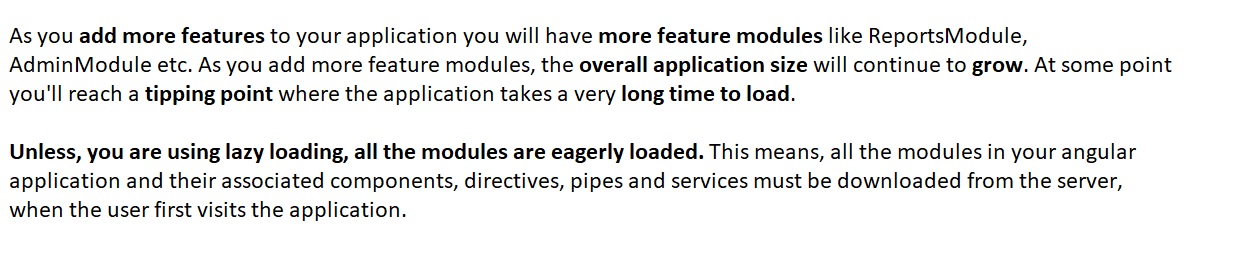 As you add more features to your application you will have more feature modules like ReportsModule,
AdminModule etc. As you add more feature modules, the overall application size will continue to grow. At some point
you'll reach a tipping point where the application takes a very long time to load.
Unless, you are using lazy loading, all the modules are eagerly loaded. This means, all the modules in your angular
application and their associated components, directives, pipes and services must be downloaded from the server,
when the user first visits the application.